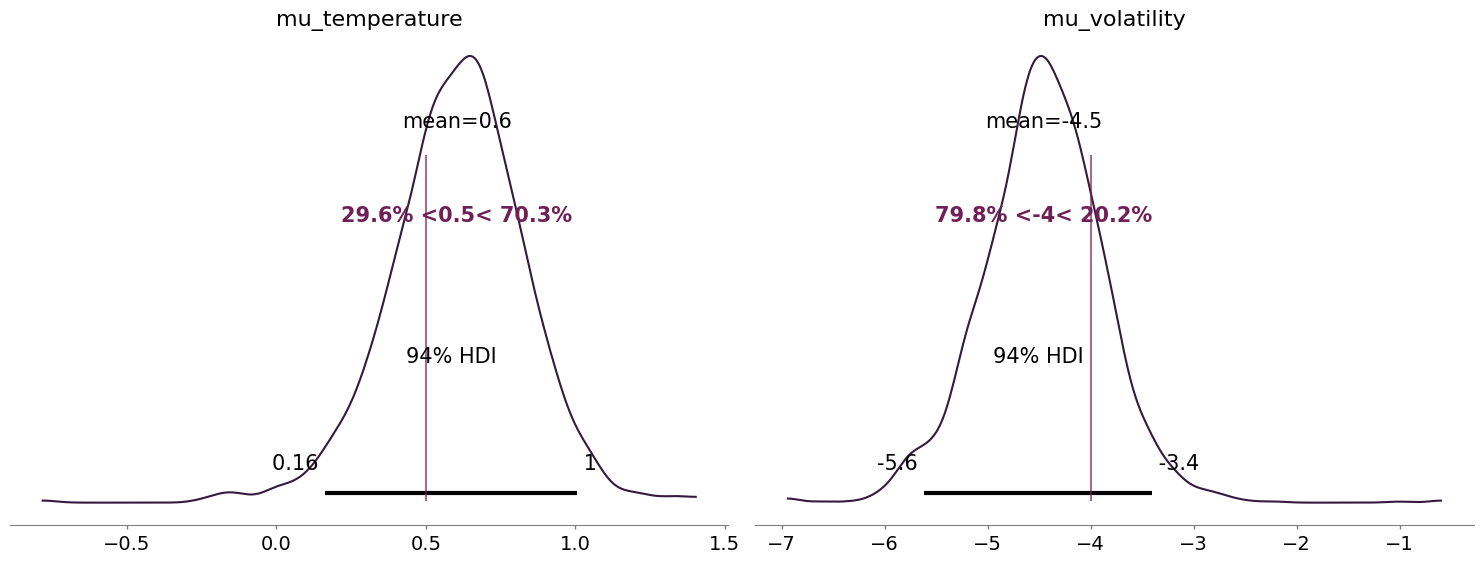 mu_temperature
mean=0.6
29.6% <0.5< 70.3%
94% HDI
0.16
1
−0.5
0.0
0.5
1.0
1.5
mu_volatility
mean=-4.5
79.8% <-4< 20.2%
94% HDI
-5.6
-3.4
−7
−6
−5
−4
−3
−2
−1